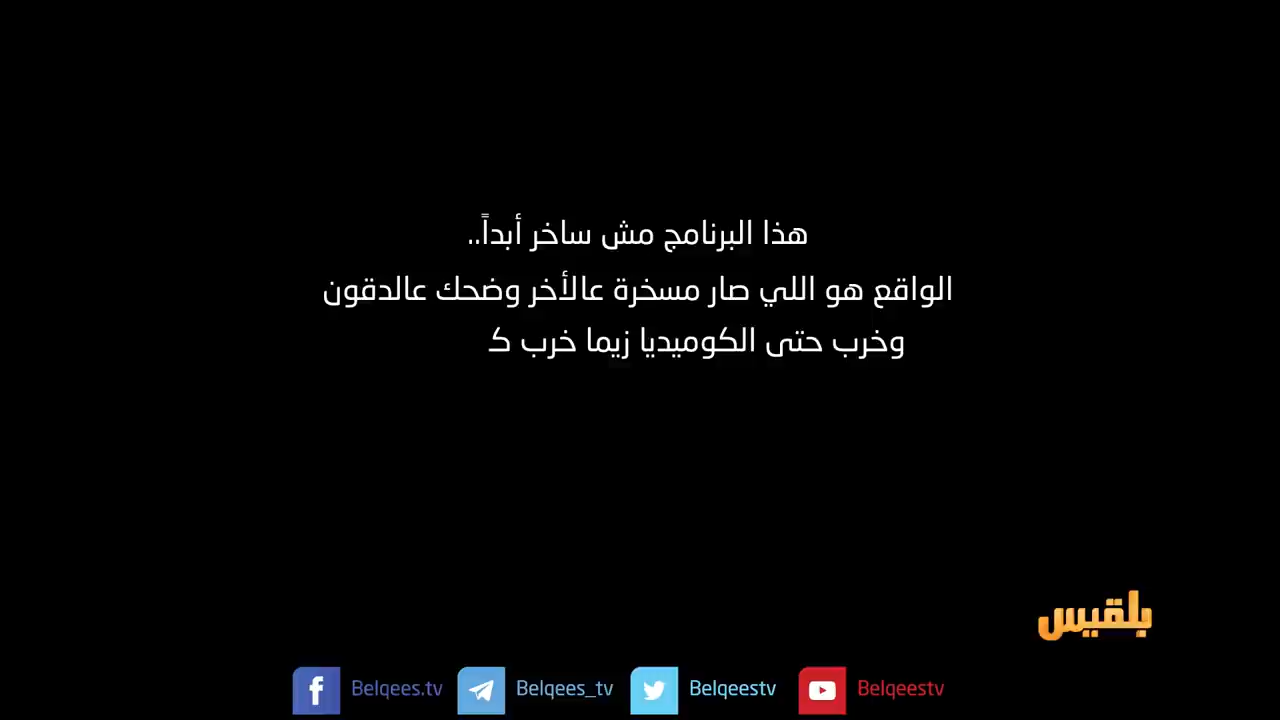 هذا البرنامج مش ساخر أبداً..
الواقع هو اللي صار مسخرة عالأخر وضحك عالدقون
وخرب حتى الكوميديا زيما خرب كـ
بلقيس
Belqees.tv Belqees_tv Belqeestv Belqeestv